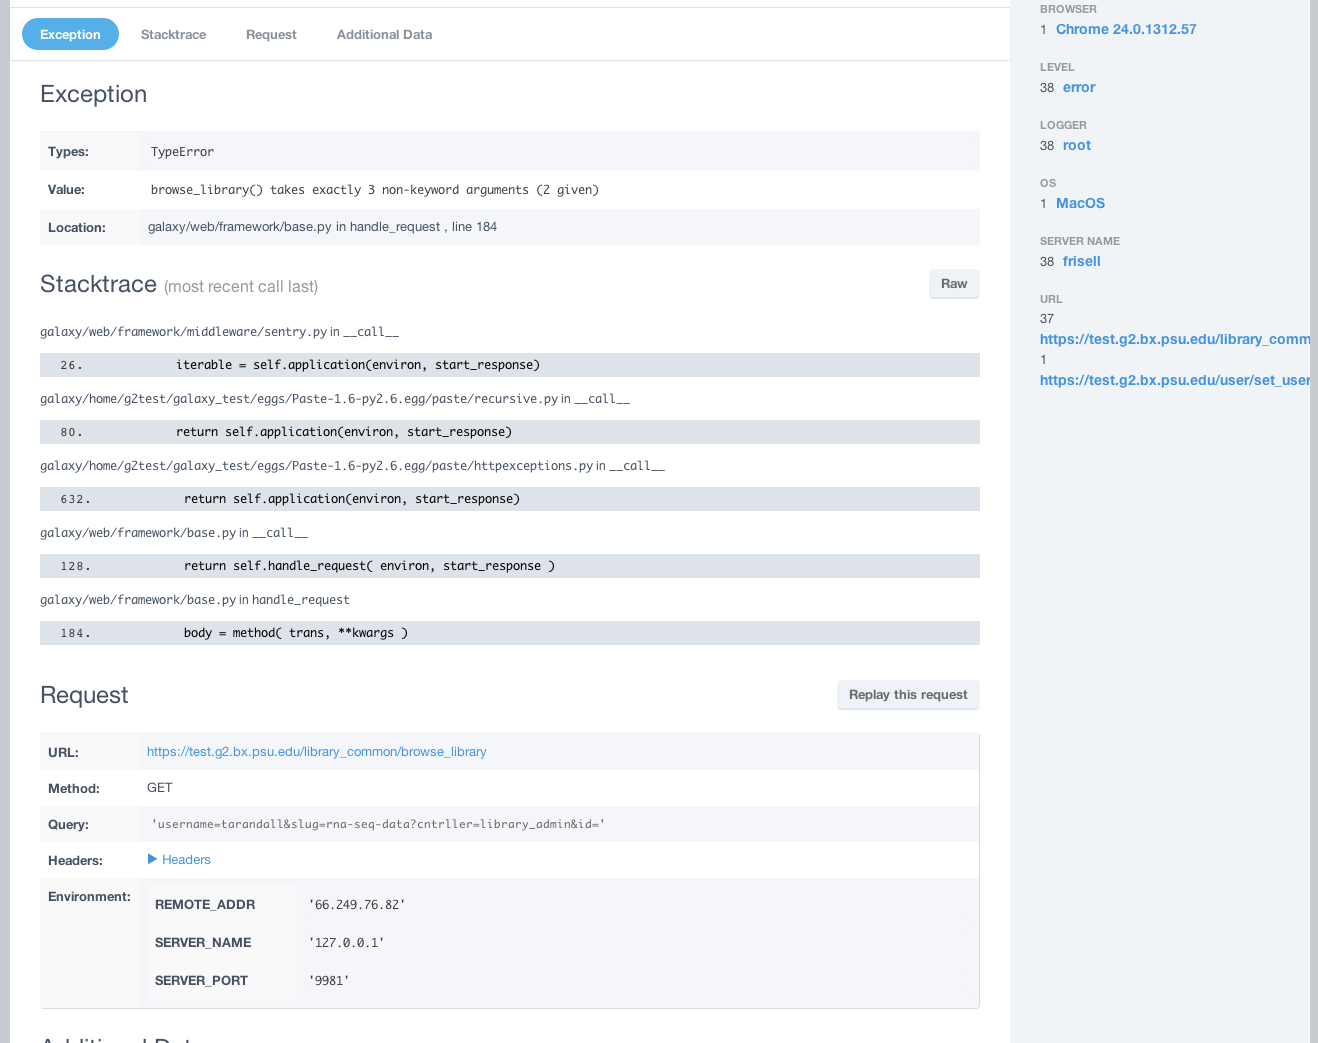 Exception Stacktrace Request Additional Data
Exception
Types: TypeError
Value: browse_library() takes exactly 3 non-keyword arguments (2 given)
Location: galaxy/web/framework/base.py in handle_request , line 184
Stacktrace (most recent call last) Raw
galaxy/web/framework/middleware/sentry.py in __call__
26. iterable = self.application(environ, start_response)
galaxy/home/g2test/galaxy_test/eggs/Paste-1.6-py2.6.egg/paste/recursive.py in __call__
80. return self.application(environ, start_response)
galaxy/home/g2test/galaxy_test/eggs/Paste-1.6-py2.6.egg/paste/httpexceptions.py in __call__
632. return self.application(environ, start_response)
galaxy/web/framework/base.py in __call__
128. return self.handle_request( environ, start_response )
galaxy/web/framework/base.py in handle_request
184. body = method( trans, **kwargs )
Request Replay this request
URL: https://test.g2.bx.psu.edu/library_common/browse_library
Method: GET
Query: 'username=tarandall&slug=rna-seq-data?cntrller=library_admin&id='
Headers: ▶ Headers
Environment: REMOTE_ADDR '66.249.76.82'
SERVER_NAME '127.0.0.1'
SERVER_PORT '9981'
BROWSER
1 Chrome 24.0.1312.57
LEVEL
38 error
LOGGER
38 root
OS
1 MacOS
SERVER NAME
38 frisell
URL
37
https://test.g2.bx.psu.edu/library_comm
1
https://test.g2.bx.psu.edu/user/set_user